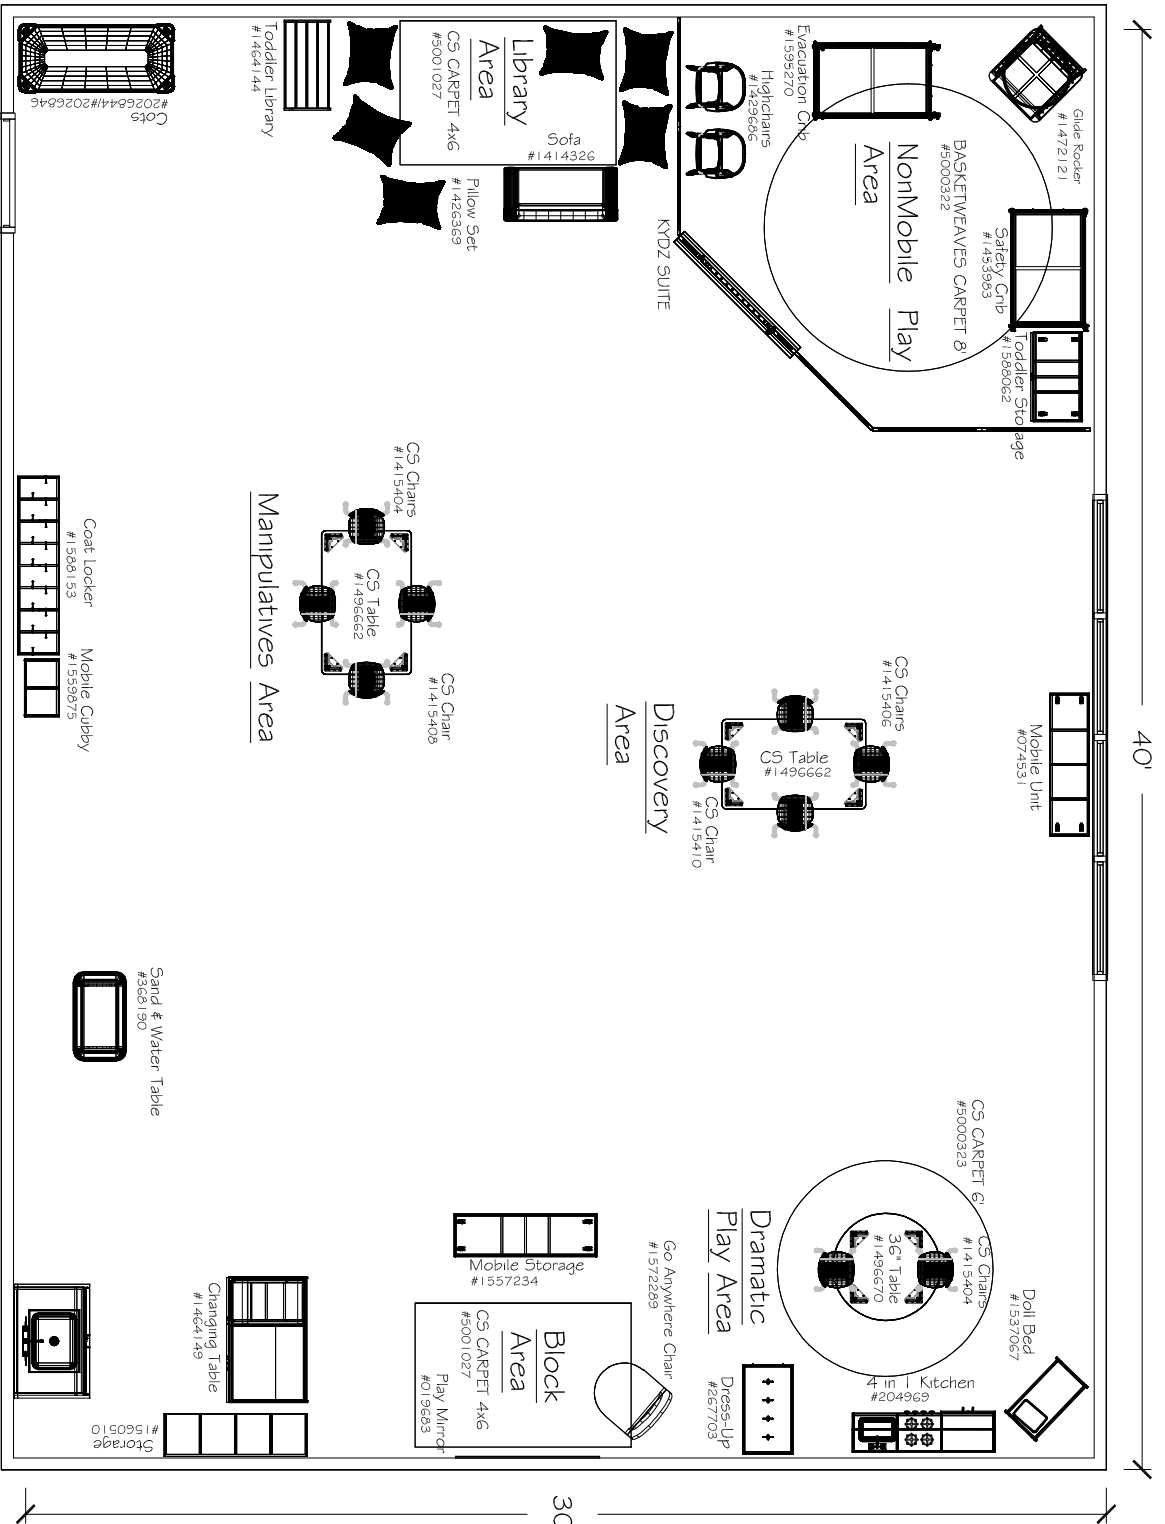 Cots
#2026844/#2026846
Toddler Library
#1464144
Library
Area
CS CARPET 4x6
#5001027
Sofa
#1414326
Pillow Set
#1426369
Highchairs
#1429686
Evacuation Crib
#1595270
Glide Rocker
#1472121
BASKETWEAVES CARPET 8'
#5000322
NonMobile Play
Area
Safety Crib
#1453983
Toddler Storage
#1588062
KYDZ SUITE
CS Chairs
#1415404
CS Table
#1496662
CS Chair
#1415408
Manipulatives Area
Coat Locker
#1588153
Mobile Cubby
#1559875
CS Chairs
#1415406
CS Table
#1496662
CS Chair
#1415410
Discovery
Area
Mobile Unit
#074531
40'
Sand & Water Table
#368190
CS CARPET 6'
#5000323
CS Chairs
#1415404
36" Table
#1496670
Dramatic
Play Area
Doll Bed
#1537067
4 in 1 Kitchen
#204969
Dress-Up
#267703
Go Anywhere Chair
#1572289
Mobile Storage
#1557234
Block
Area
CS CARPET 4x6
#5001027
Play Mirror
#019683
Changing Table
#1464149
Storage
#1560510
30